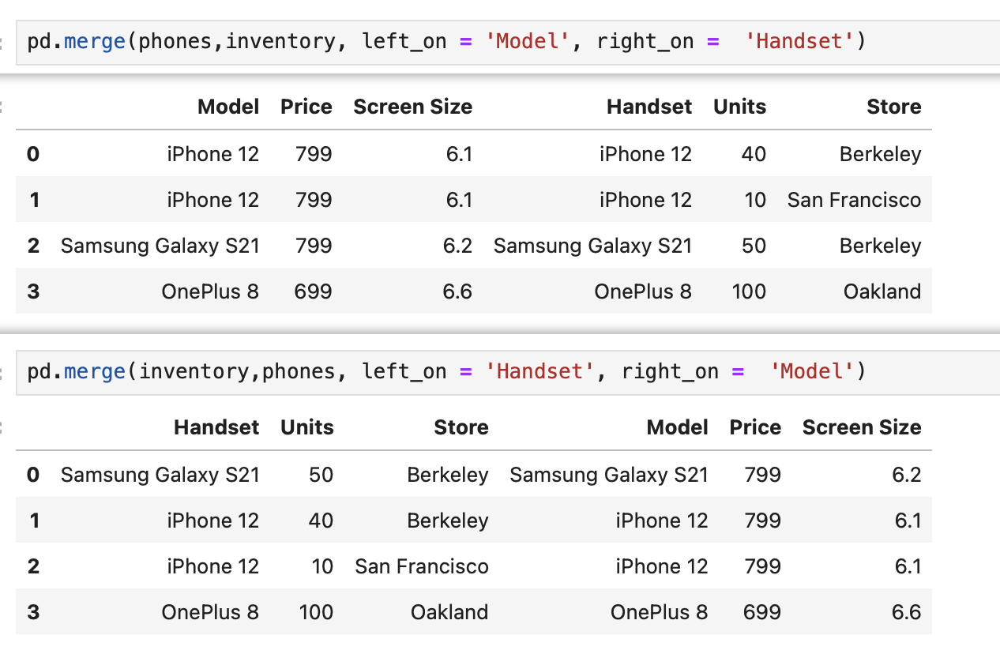 pd.merge(phones,inventory, left_on = 'Model', right_on =  'Handset')
Model Price Screen Size Handset Units Store
0 iPhone 12 799 6.1 iPhone 12 40 Berkeley
1 iPhone 12 799 6.1 iPhone 12 10 San Francisco
2 Samsung Galaxy S21 799 6.2 Samsung Galaxy S21 50 Berkeley
3 OnePlus 8 699 6.6 OnePlus 8 100 Oakland
pd.merge(inventory,phones, left_on = 'Handset', right_on =  'Model')
Handset Units Store Model Price Screen Size
0 Samsung Galaxy S21 50 Berkeley Samsung Galaxy S21 799 6.2
1 iPhone 12 40 Berkeley iPhone 12 799 6.1
2 iPhone 12 10 San Francisco iPhone 12 799 6.1
3 OnePlus 8 100 Oakland OnePlus 8 699 6.6